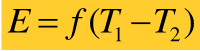 E = f(T₁ − T₂)